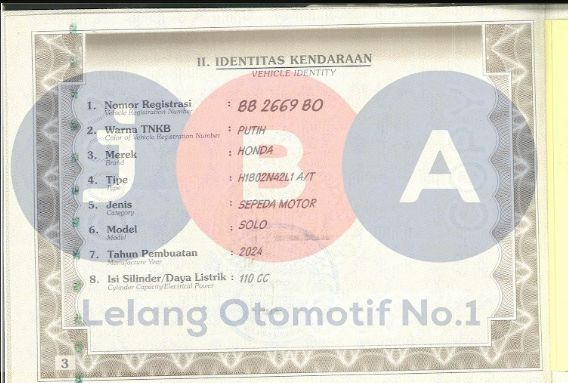 II. IDENTITAS KENDARAAN
VEHICLE IDENTITY
1. Nomor Registrasi : BB 2669 BO
Vehicle Registration Number
2. Warna TNKB : PUTIH
Color of Vehicle Registration Number
3. Merek : HONDA
Brand
4. Tipe : H1B02N42L1 A/T
Type
5. Jenis : SEPEDA MOTOR
Category
6. Model : SOLO
Model
7. Tahun Pembuatan : 2024
Manufacture Year
8. Isi Silinder/Daya Listrik : 110 CC
Cylinder Capacity/Electrical Power
JBA
Lelang Otomotif No.1
3